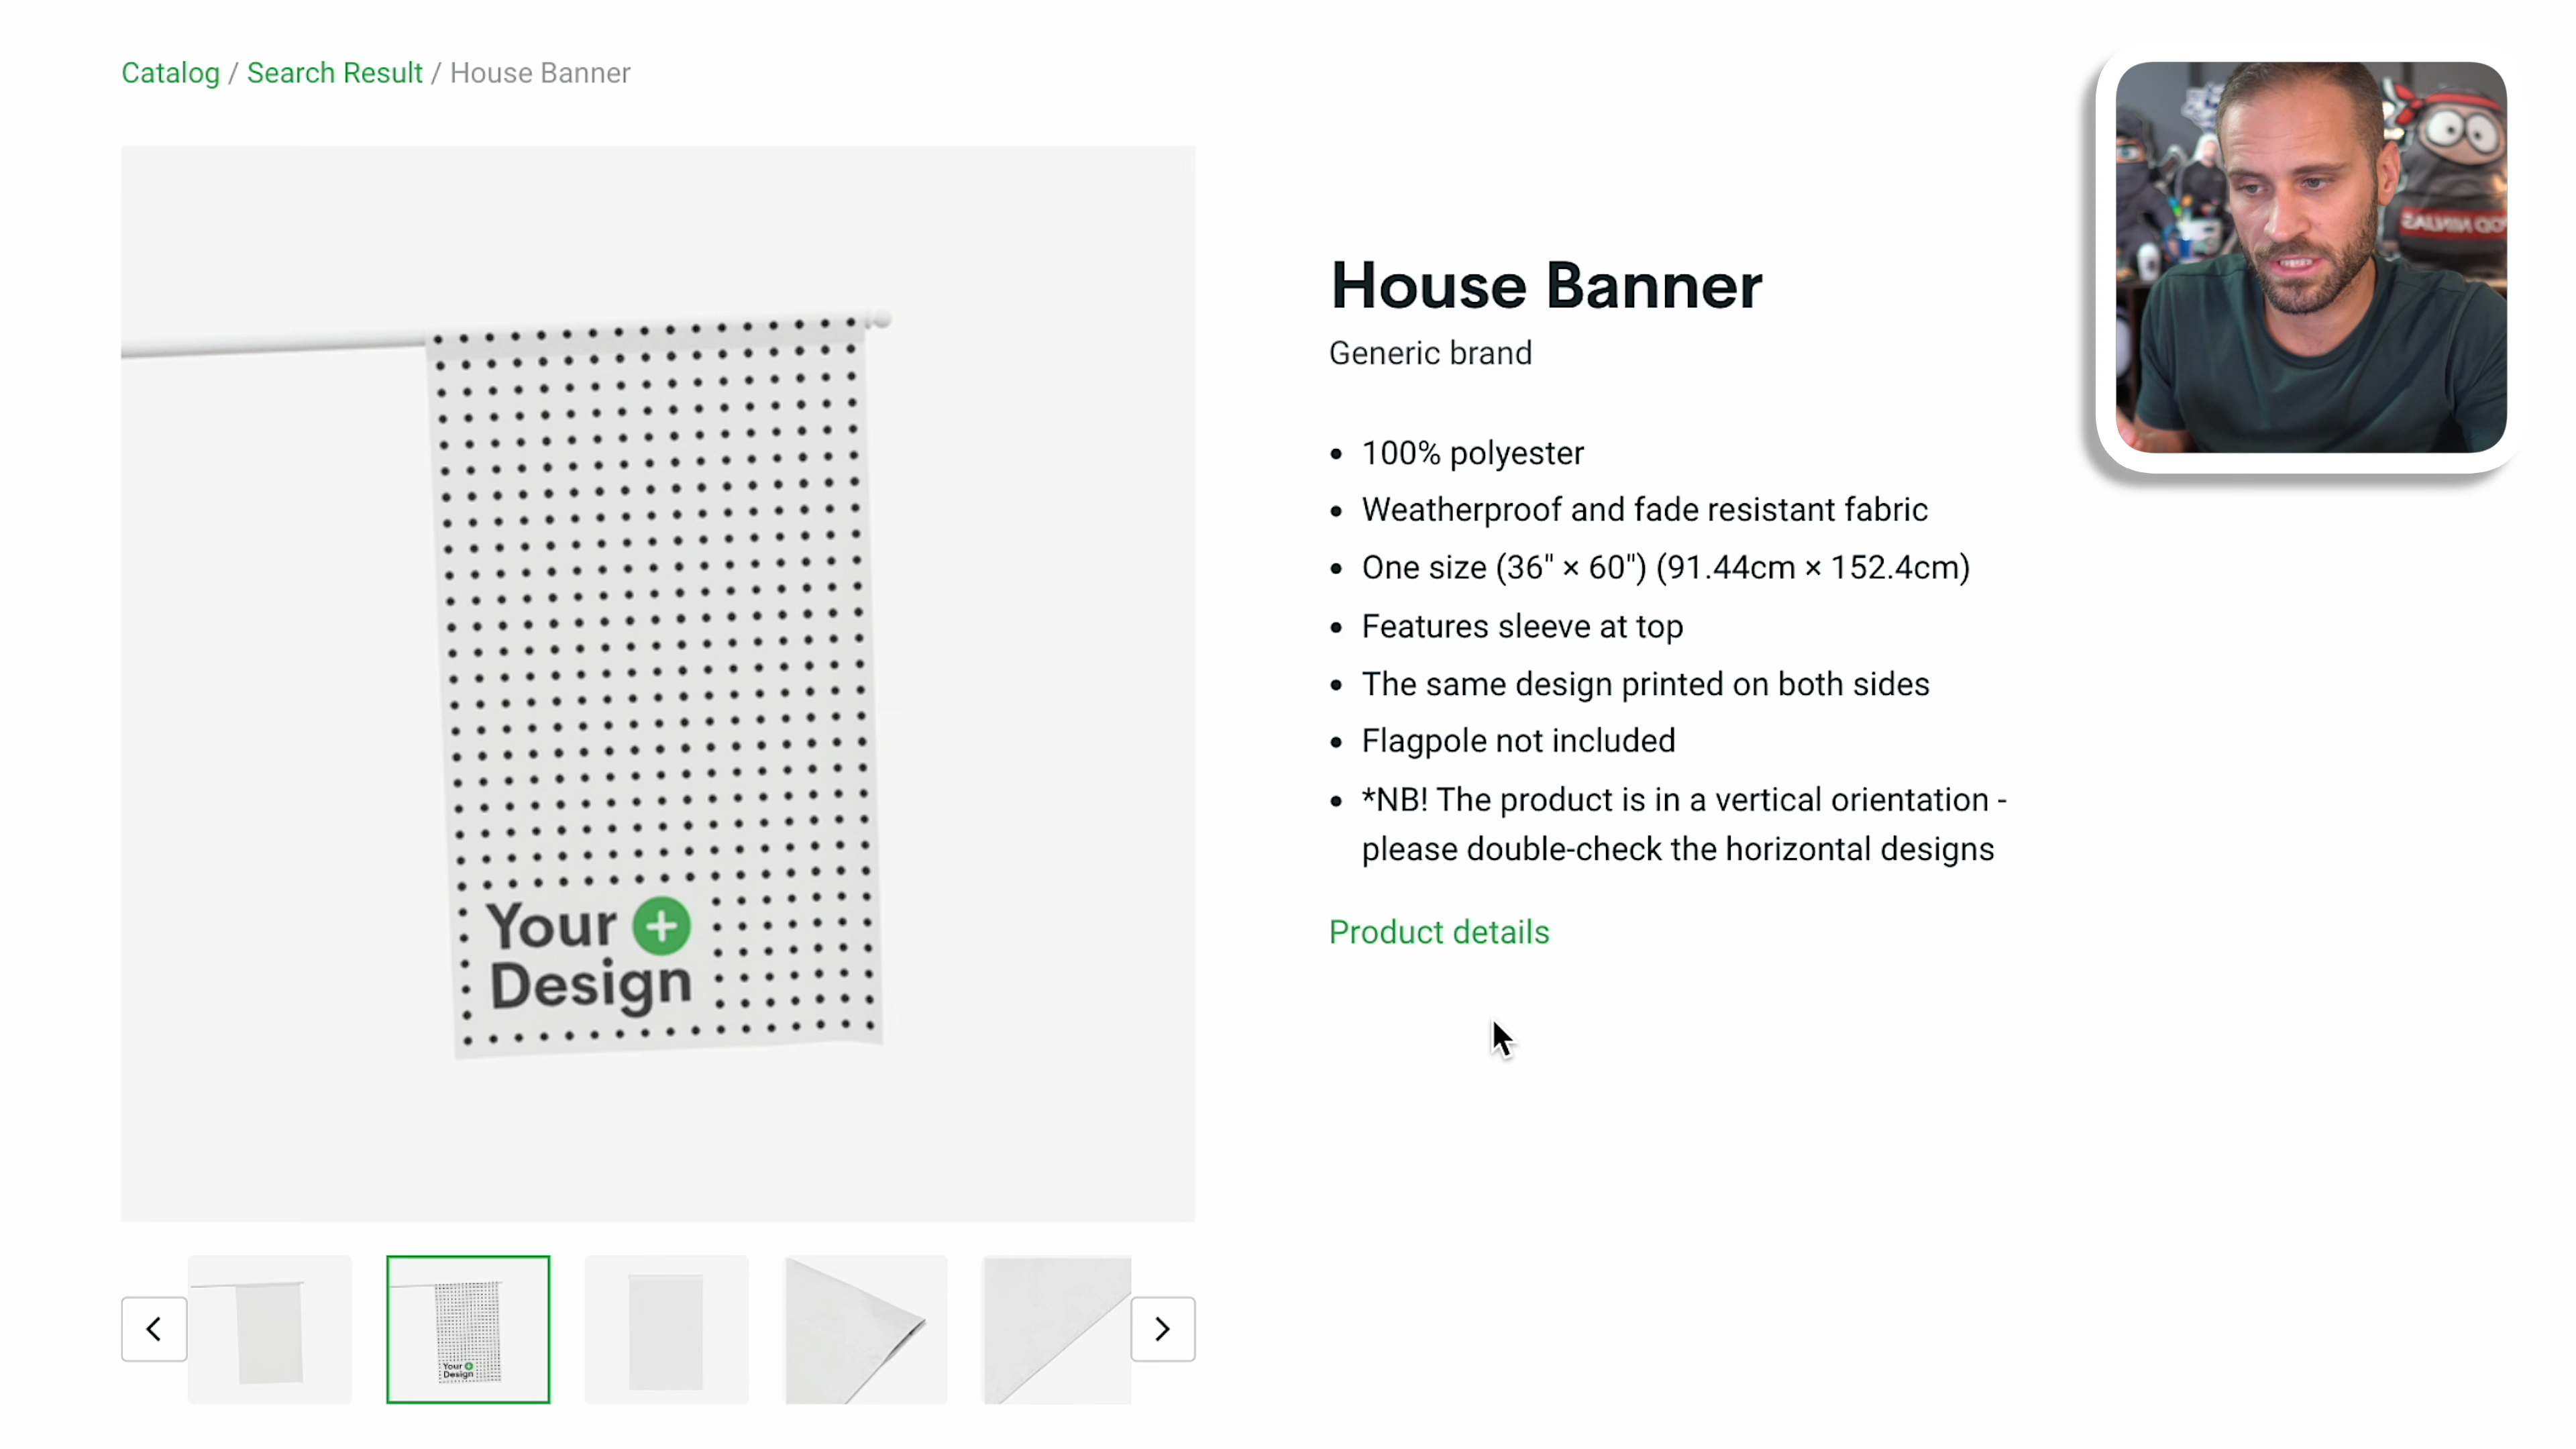 Catalog / Search Result / House Banner
House Banner
Generic brand
• 100% polyester
• Weatherproof and fade resistant fabric
• One size (36" × 60") (91.44cm × 152.4cm)
• Features sleeve at top
• The same design printed on both sides
• Flagpole not included
• *NB! The product is in a vertical orientation -
please double-check the horizontal designs
Product details
Your +
Design
Your +
Design